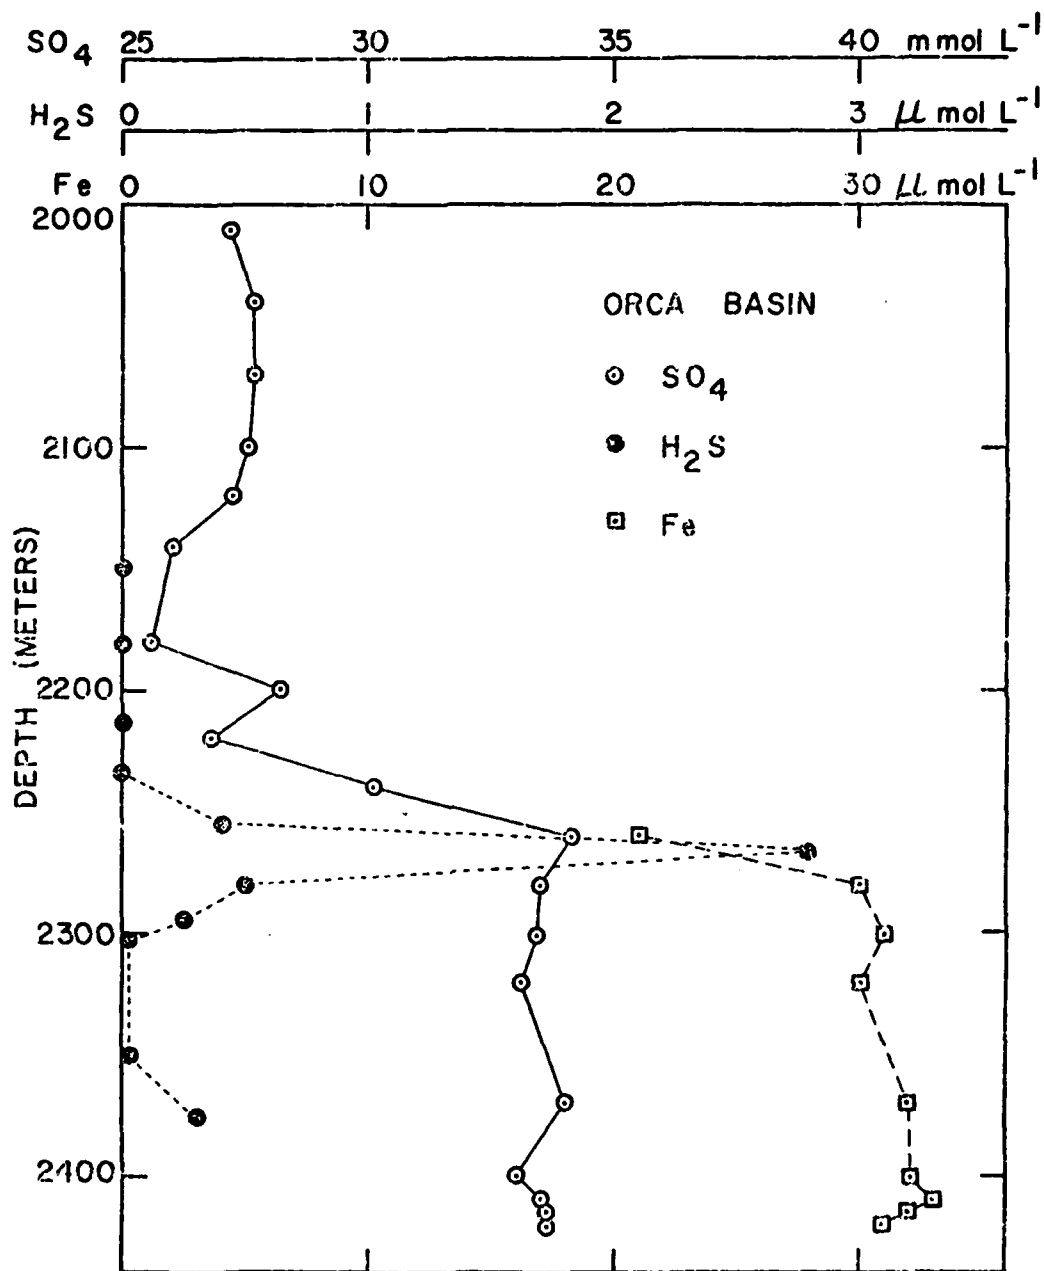 SO4 25 30 35 40 m mol L-1
H2S 0 1 2 3 μ mol L-1
Fe 0 10 20 30 μ mol L-1
2000
ORCA BASIN
SO4
H2S
Fe
2100
2200
2300
2400
DEPTH (METERS)